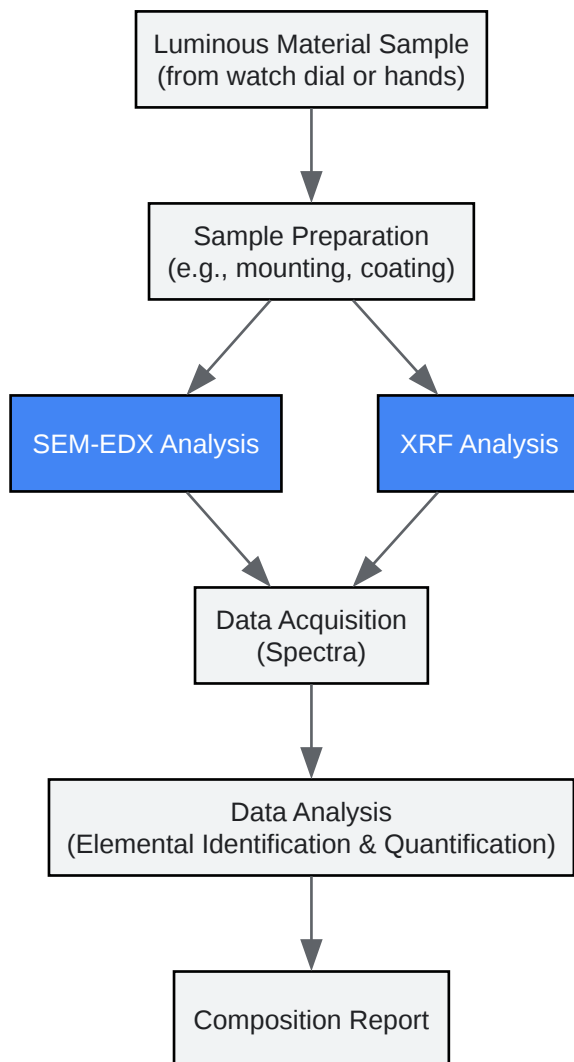 Luminous Material Sample
(from watch dial or hands)
Sample Preparation
(e.g., mounting, coating)
SEM-EDX Analysis
XRF Analysis
Data Acquisition
(Spectra)
Data Analysis
(Elemental Identification & Quantification)
Composition Report